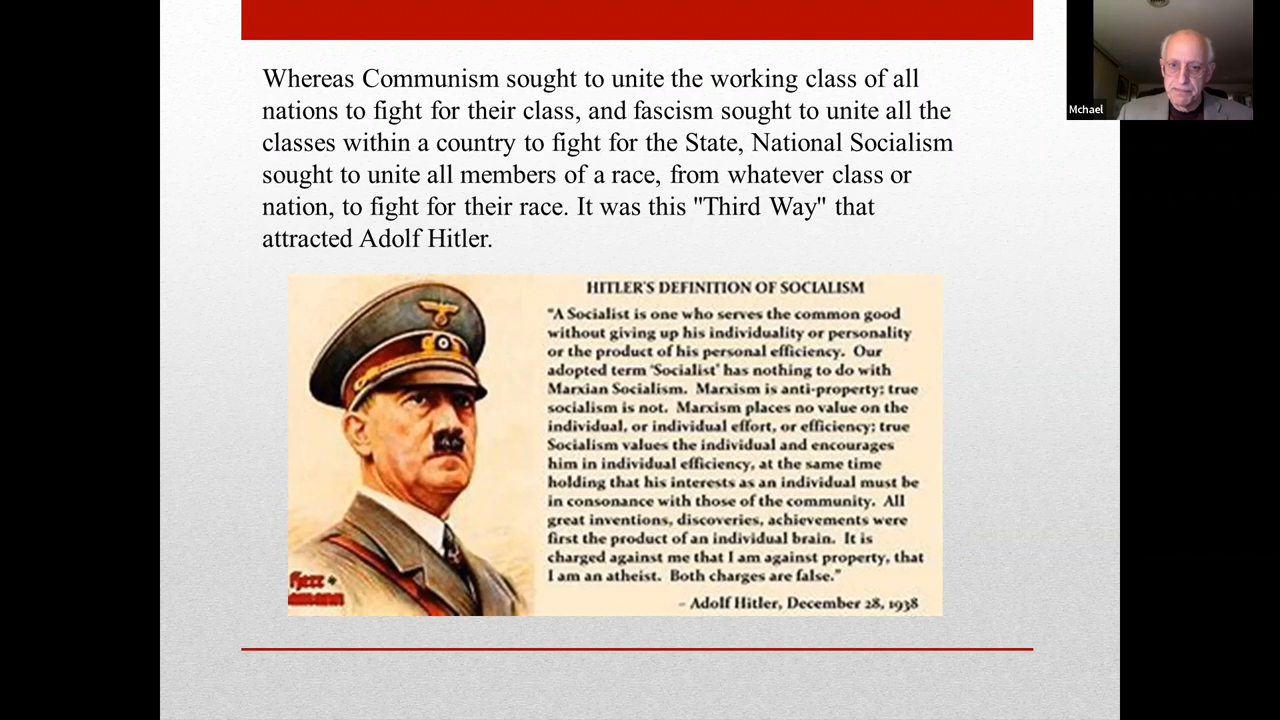 Whereas Communism sought to unite the working class of all
nations to fight for their class, and fascism sought to unite all the
classes within a country to fight for the State, National Socialism
sought to unite all members of a race, from whatever class or
nation, to fight for their race. It was this "Third Way" that
attracted Adolf Hitler.
HITLER'S DEFINITION OF SOCIALISM
"A Socialist is one who serves the common good
without giving up his individuality or personality
or the product of his personal efficiency. Our
adopted term 'Socialist' has nothing to do with
Marxian Socialism. Marxism is anti-property; true
socialism is not. Marxism places no value on the
individual, or individual effort, or efficiency; true
Socialism values the individual and encourages
him in individual efficiency, at the same time
holding that his interests as an individual must be
in consonance with those of the community. All
great inventions, discoveries, achievements were
first the product of an individual brain. It is
charged against me that I am against property, that
I am an atheist. Both charges are false."
– Adolf Hitler, December 28, 1938
Mchael